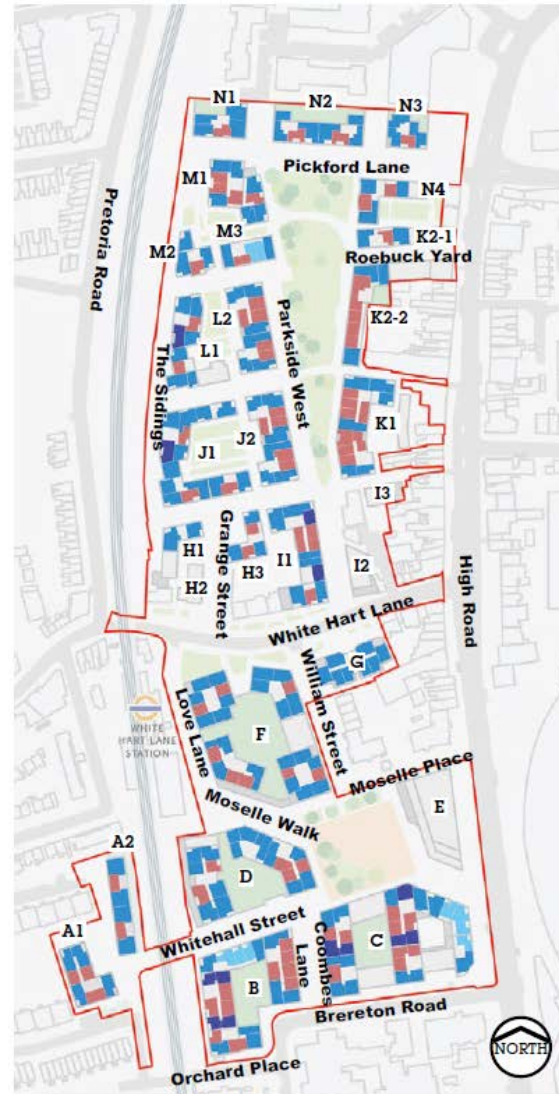 N1
N2
N3
Pickford Lane
M1
N4
Pretoria Road
M3
K2-1
M2
Roebuck Yard
L2
K2-2
Parkside West
L1
The Sidings
J2
K1
J1
I3
Grange Street
H1
I1
H3
I2
H2
High Road
White Hart Lane
G
William Street
Love Lane
F
WHITE
HART LANE
STATION
Moselle Place
E
Moselle Walk
A2
D
Whitehall Street
A1
Coombes
Lane
C
B
Brereton Road
Orchard Place
NORTH